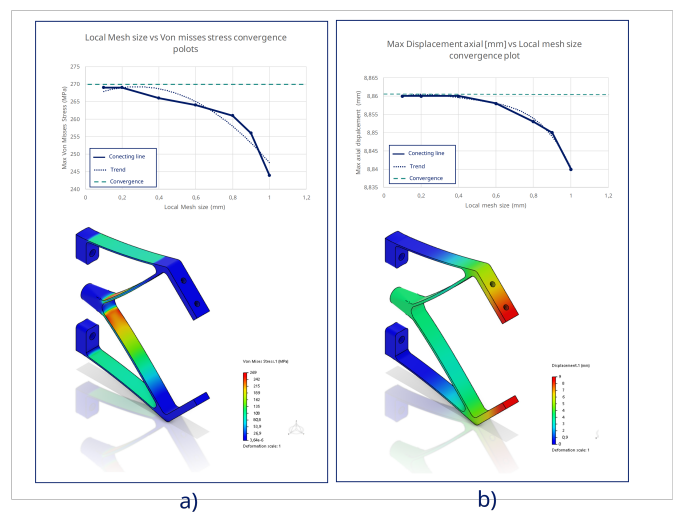 Local Mesh size vs Von misses stress convergence
polots
275
270
265
260
255
250
245
240
Max Von Misses Stress (MPa)
Conecting line
Trend
Convergence
0 0,2 0,4 0,6 0,8 1 1,2
Local Mesh size (mm)
Von Mises Stress.1 (MPa)
269
242
215
189
162
135
108
80,8
53,9
26,9
Deformation scale: 1
a)
Max Displacement axial [mm] vs Local mesh size
convergence plot
8,865
8,86
8,855
8,85
8,845
8,84
8,835
Max axial dispalcement (mm)
Conecting line
Trend
Convergence
0 0,2 0,4 0,6 0,8 1 1,2
Local mesh size (mm)
Displacement.1 (mm)
9
8
7
6
5
4
3
2
0,9
0
Deformation scale: 1
b)